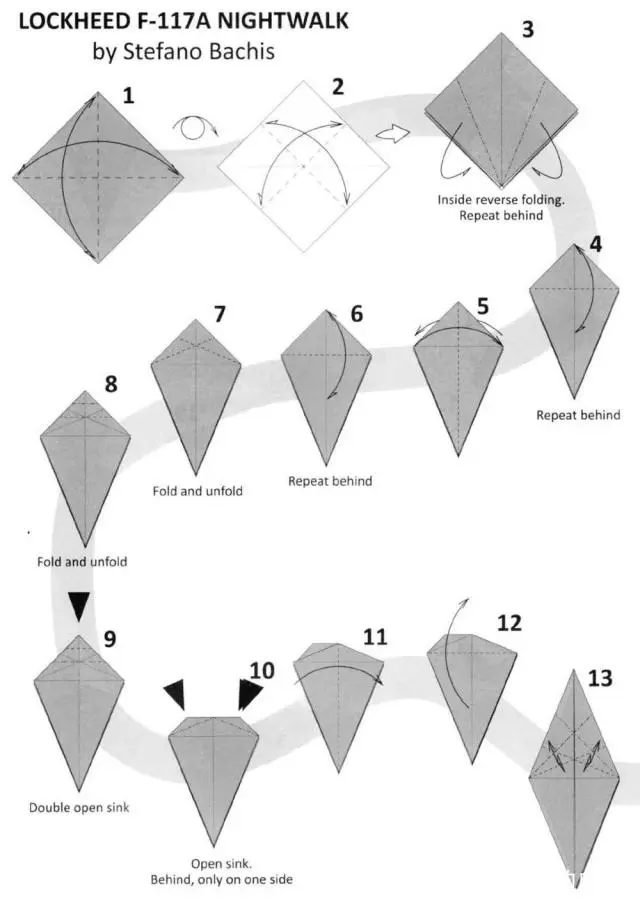 LOCKHEED F-117A NIGHTWALK
by Stefano Bachis
1
2
3
Inside reverse folding.
Repeat behind
4
Repeat behind
5
6
Repeat behind
7
Fold and unfold
8
Fold and unfold
9
Double open sink
10
Open sink.
Behind, only on one side
11
12
13